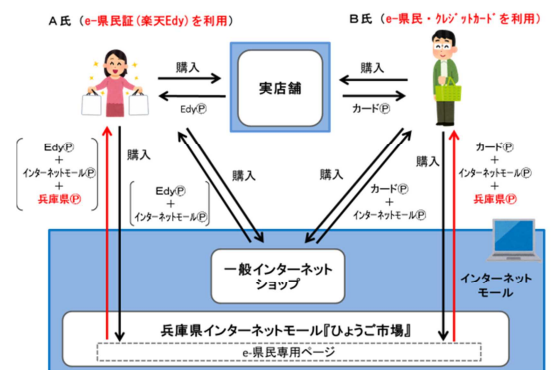 A氏（e-県民証(楽天Edy)を利用）
B氏（e-県民・ｸﾚｼﾞｯﾄｶｰﾄﾞを利用）
購入
実店舗
購入
EdyⓅ
カードⓅ
EdyⓅ
+
インターネットモールⓅ
+
兵庫県Ⓟ
購入
EdyⓅ
+
インターネットモールⓅ
購入
購入
カードⓅ
+
インターネットモールⓅ
購入
カードⓅ
+
インターネットモールⓅ
+
兵庫県Ⓟ
一般インターネット
ショップ
インターネット
モール
兵庫県インターネットモール『ひょうご市場』
e-県民専用ページ